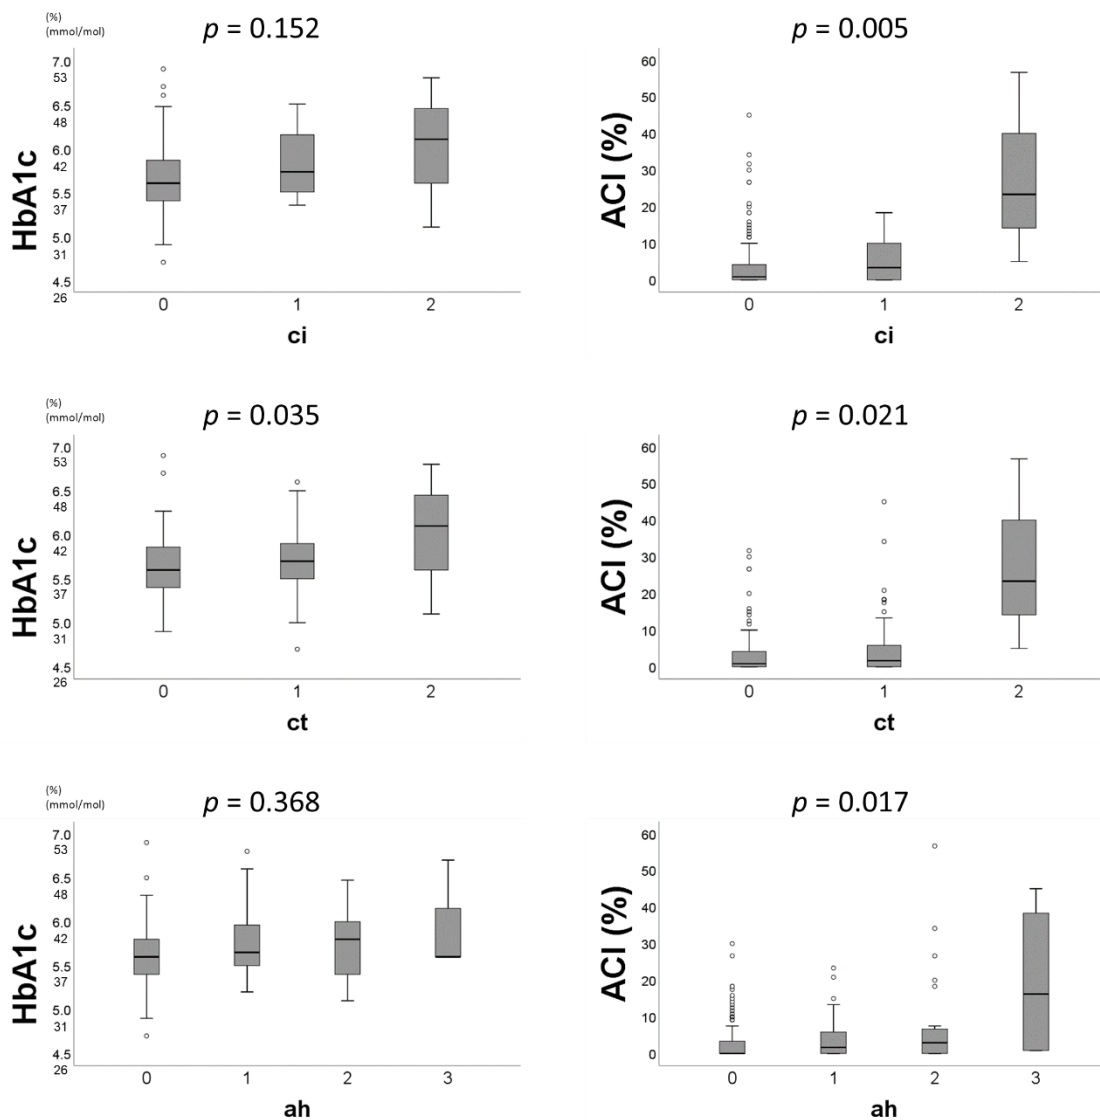 (%)
(mmol/mol)
p = 0.152
HbA1c
7.0
53
6.5
48
6.0
42
5.5
37
5.0
31
4.5
26
0 1 2
ci
p = 0.005
ACI (%)
60
50
40
30
20
10
0
0 1 2
ci
(%)
(mmol/mol)
p = 0.035
HbA1c
7.0
53
6.5
48
6.0
42
5.5
37
5.0
31
4.5
26
0 1 2
ct
p = 0.021
ACI (%)
60
50
40
30
20
10
0
0 1 2
ct
(%)
(mmol/mol)
p = 0.368
HbA1c
7.0
53
6.5
48
6.0
42
5.5
37
5.0
31
4.5
26
0 1 2 3
ah
p = 0.017
ACI (%)
60
50
40
30
20
10
0
0 1 2 3
ah